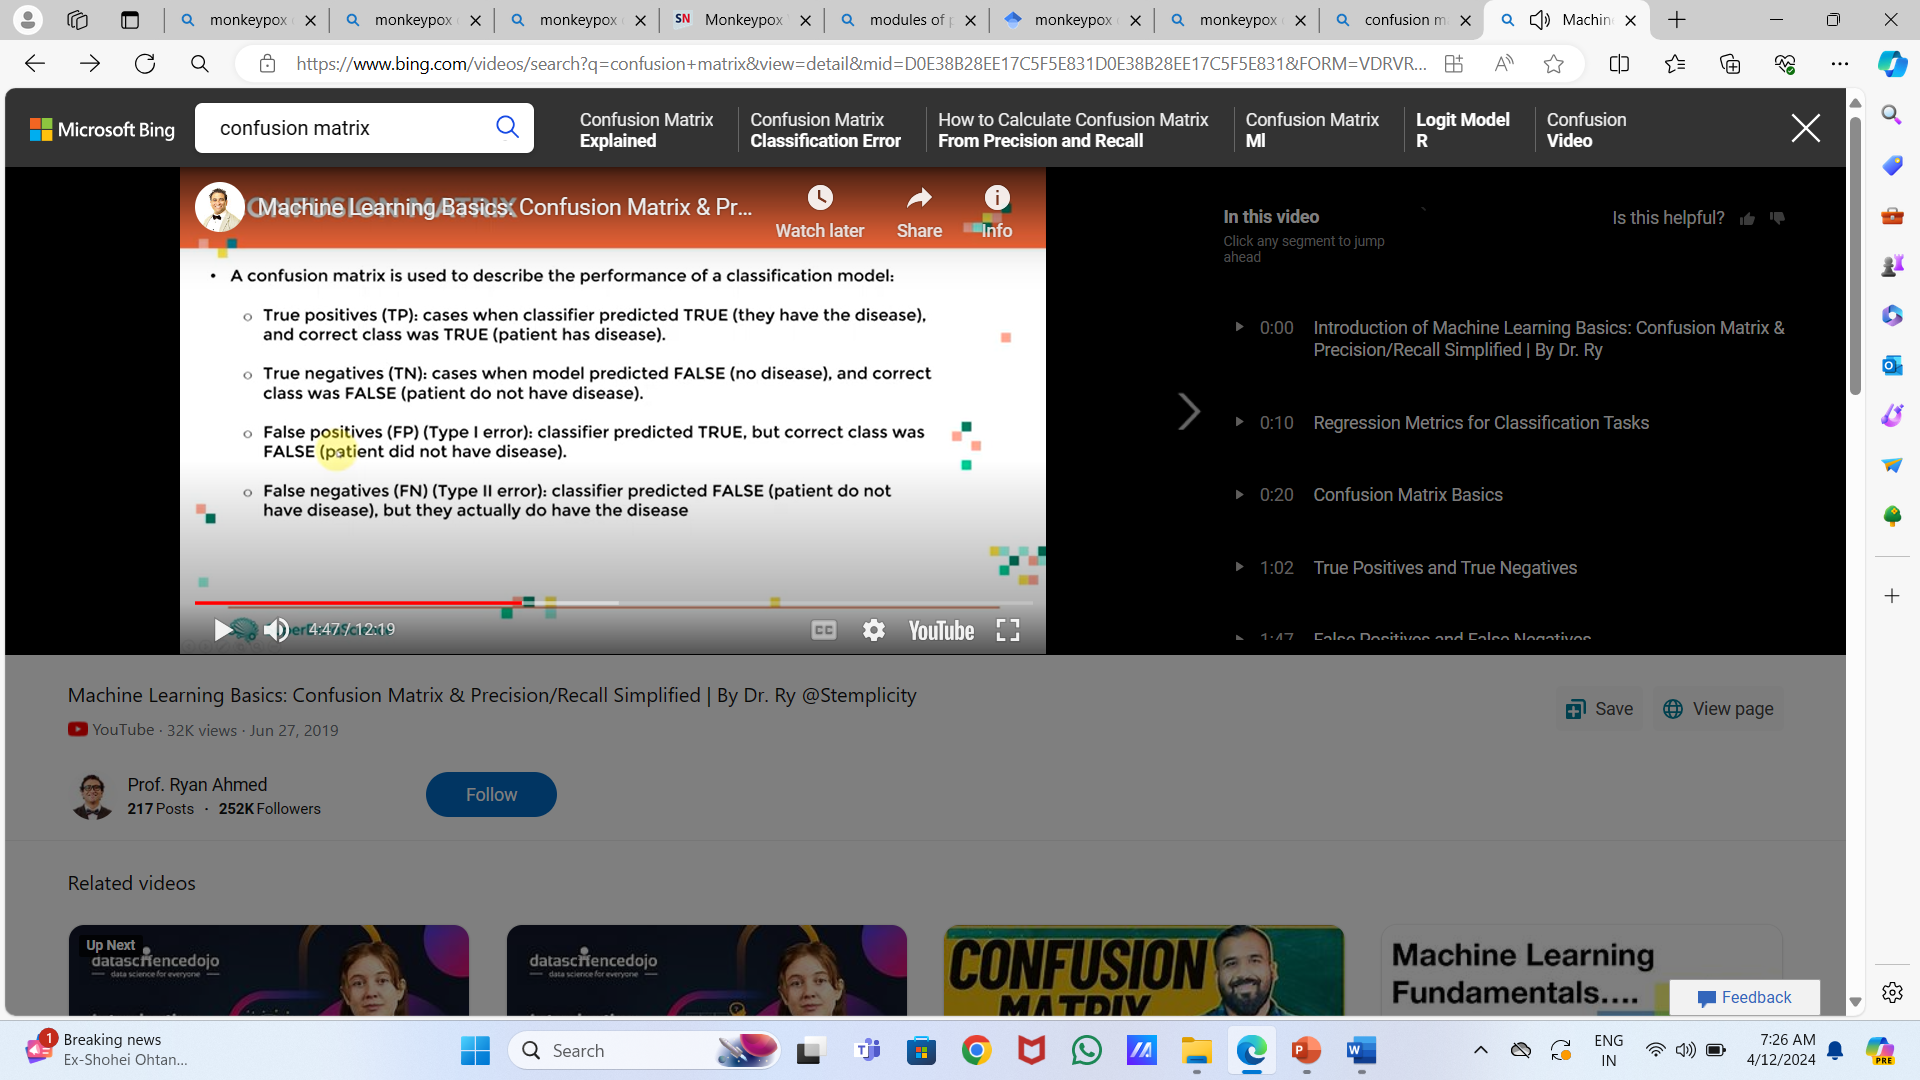 monkeypox
monkeypox
monkeypox
SN Monkeypox
modules of p
monkeypox
monkeypox
confusion m
Machin
https://www.bing.com/videos/search?q=confusion+matrix&view=detail&mid=D0E38B28EE17C5F5E831D0E38B28EE17C5F5E831&FORM=VDRVR...
Microsoft Bing
confusion matrix
Confusion Matrix
Explained
Confusion Matrix
Classification Error
How to Calculate Confusion Matrix
From Precision and Recall
Confusion Matrix
Ml
Logit Model
R
Confusion
Video
CONFUSION MATRIX
Machine Learning Basics: Confusion Matrix & Pr...
Watch later
Share
Info
• A confusion matrix is used to describe the performance of a classification model:
o True positives (TP): cases when classifier predicted TRUE (they have the disease),
and correct class was TRUE (patient has disease).
o True negatives (TN): cases when model predicted FALSE (no disease), and correct
class was FALSE (patient do not have disease).
o False positives (FP) (Type I error): classifier predicted TRUE, but correct class was
FALSE (patient did not have disease).
o False negatives (FN) (Type II error): classifier predicted FALSE (patient do not
have disease), but they actually do have the disease
4:47 / 12:19
CC
YouTube
In this video
Click any segment to jump
ahead
Is this helpful?
0:00 Introduction of Machine Learning Basics: Confusion Matrix &
Precision/Recall Simplified | By Dr. Ry
0:10 Regression Metrics for Classification Tasks
0:20 Confusion Matrix Basics
1:02 True Positives and True Negatives
1:47 False Positives and False Negatives
Machine Learning Basics: Confusion Matrix & Precision/Recall Simplified | By Dr. Ry @Stemplicity
YouTube · 32K views · Jun 27, 2019
Save
View page
Prof. Ryan Ahmed
217 Posts · 252K Followers
Follow
Related videos
Up Next
datasciencedojo
data science for everyone
datasciencedojo
data science for everyone
CONFUSION
MATRIX
Machine Learning
Fundamentals....
Feedback
1
Breaking news
Ex-Shohei Ohtan...
Search
ENG
IN
7:26 AM
4/12/2024
PRE